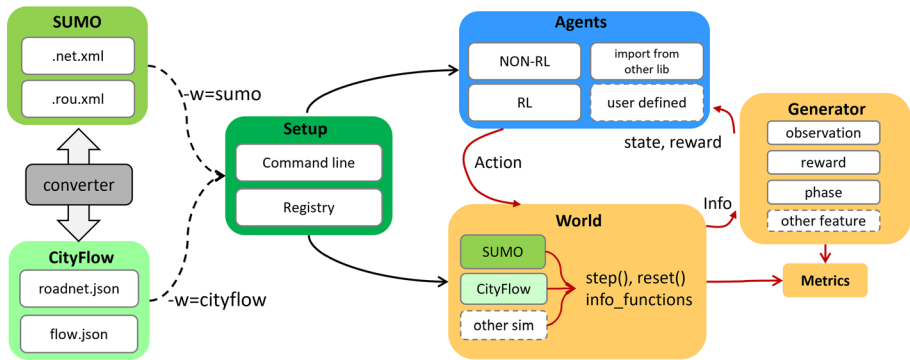 SUMO
.net.xml
.rou.xml
converter
CityFlow
roadnet.json
flow.json
-w=sumo
-w=cityflow
Setup
Command line
Registry
Agents
NON-RL
import from
other lib
RL
user defined
Action
state, reward
Info
World
SUMO
CityFlow
other sim
step(), reset()
info_functions
Generator
observation
reward
phase
other feature
Metrics